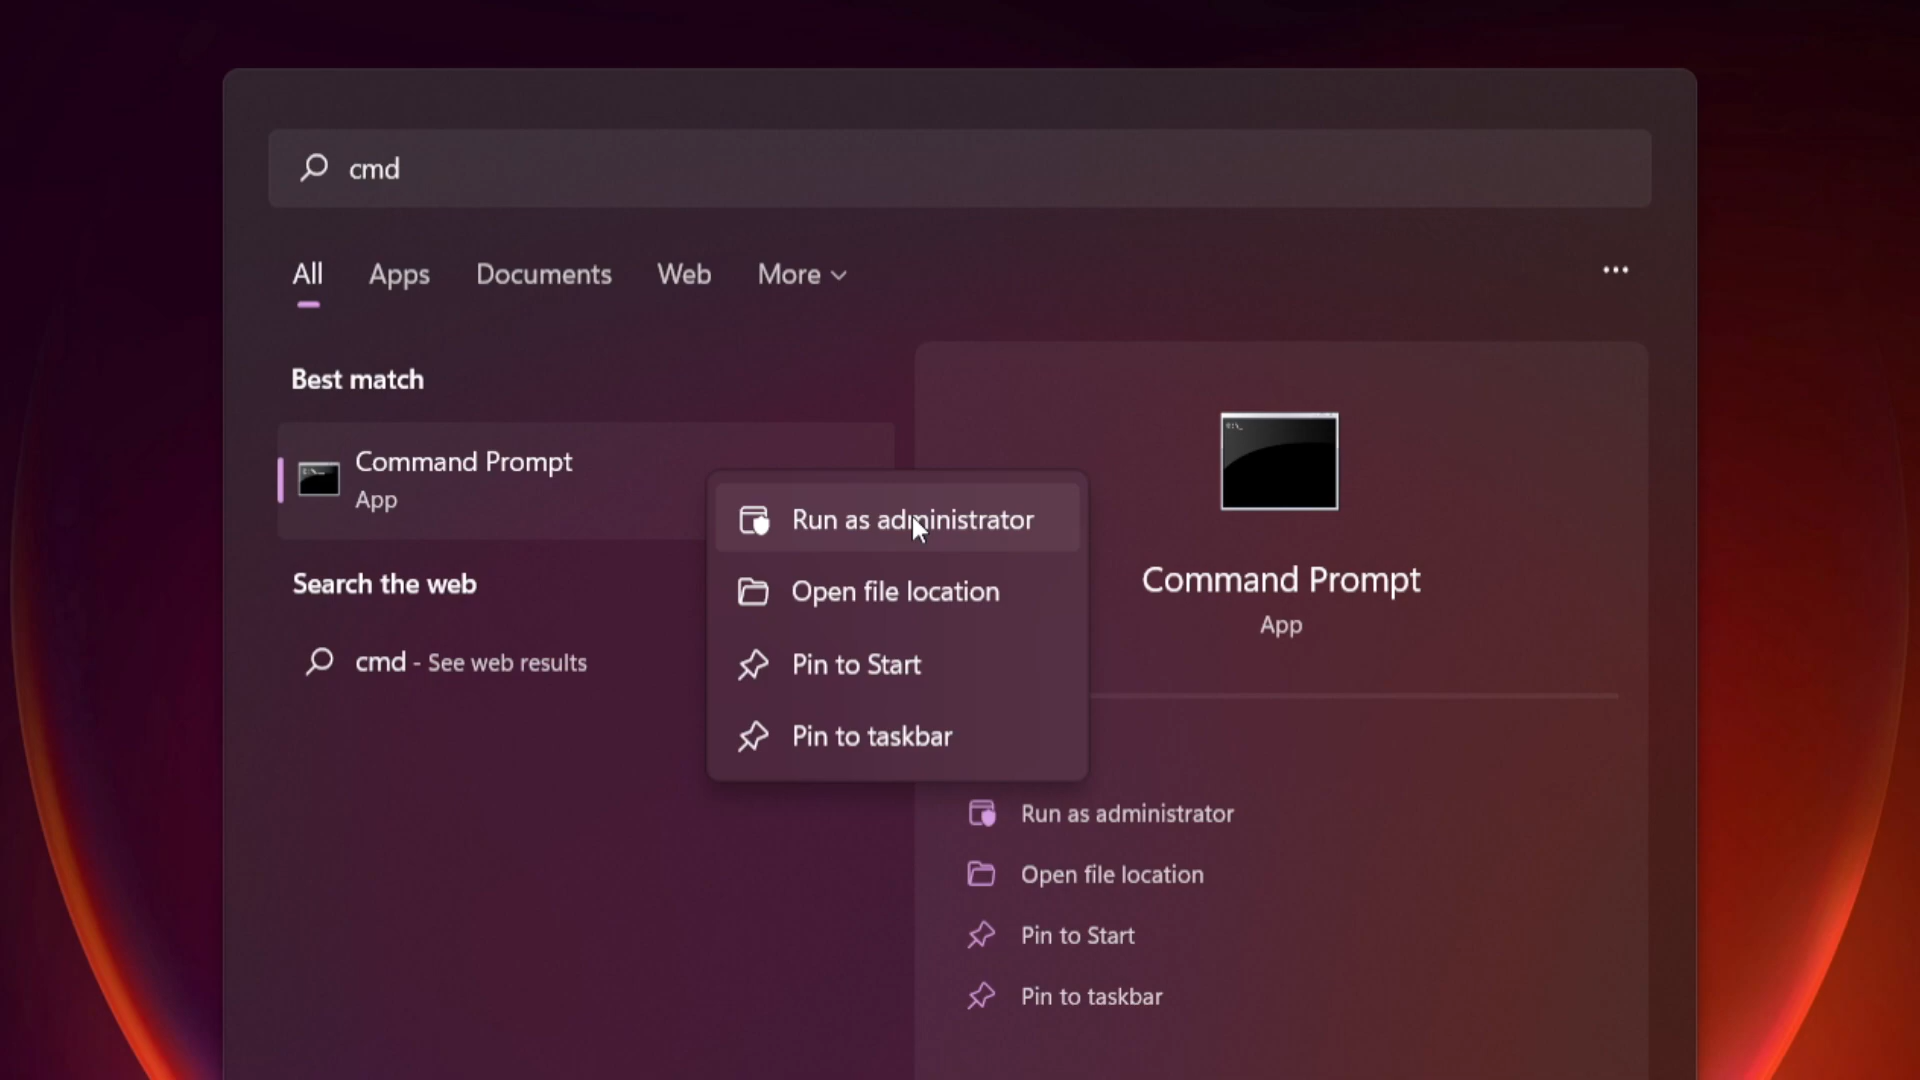 cmd
All Apps Documents Web More
Best match
Command Prompt
App
Run as administrator
Open file location
Pin to Start
Pin to taskbar
Search the web
cmd - See web results
Command Prompt
App
Run as administrator
Open file location
Pin to Start
Pin to taskbar